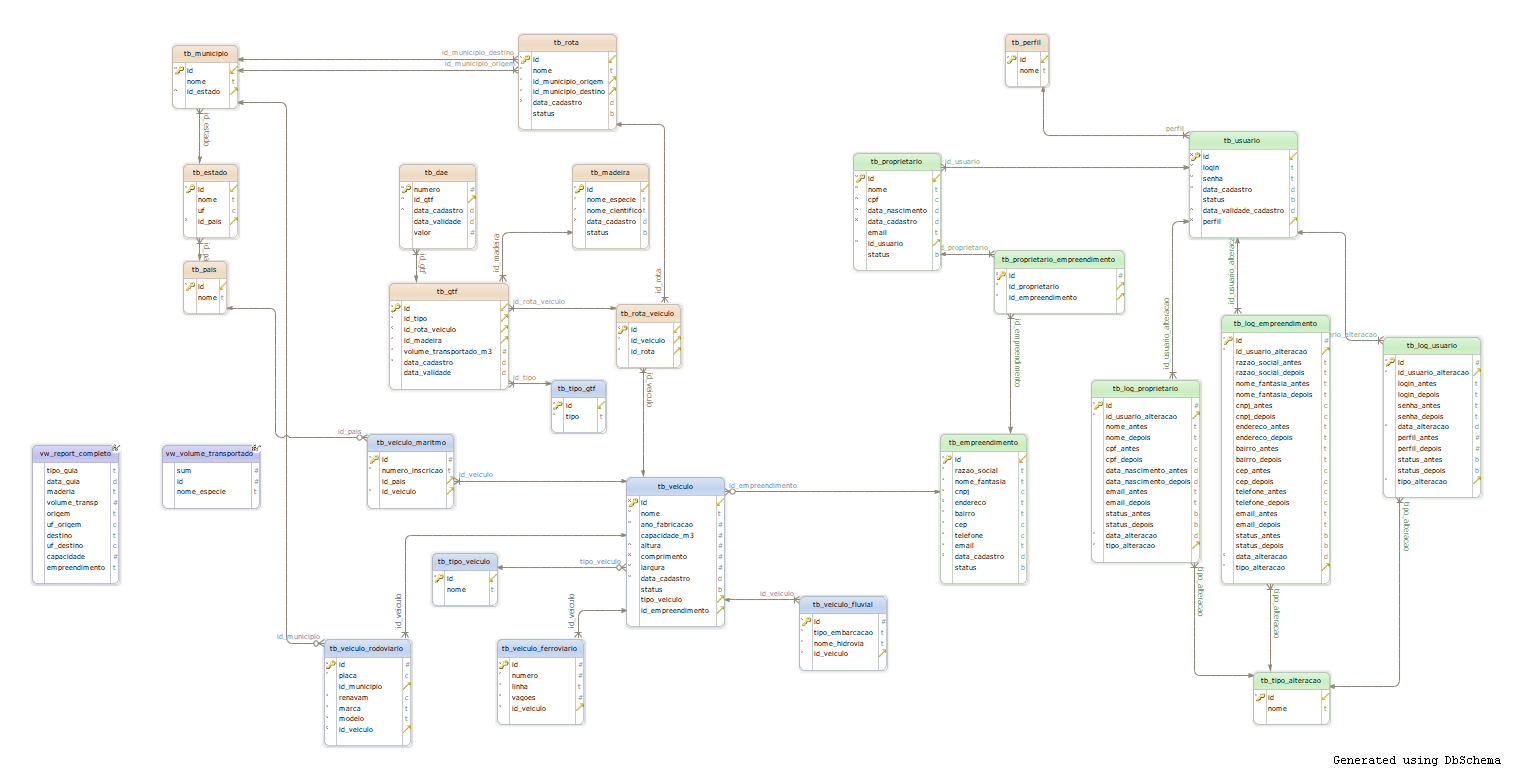 tb_municipio
id
nome t
id_estado
id_municipio_destino
id_municipio_origem
tb_rota
id
nome t
id_municipio_origem
id_municipio_destino
data_cadastro d
status b
tb_perfil
id
nome t
perfil
id_estado
tb_estado
id
nome t
uf c
id_pais
tb_pais
id
nome t
tb_dae
numero #
id_gtf
data_cadastro d
data_validade d
valor #
id_gtf
tb_madeira
id
nome_especie t
nome_cientifico t
data_cadastro d
status b
id_madeira
id_rota
tb_gtf
id
id_tipo
id_rota_veiculo
id_madeira
volume_transportado_m3 #
data_cadastro d
data_validade d
id_rota_veiculo
id_tipo
tb_rota_veiculo
id
id_veiculo
id_rota
id_veiculo
tb_tipo_gtf
id
tipo t
tb_proprietario
id
nome t
cpf c
data_nascimento d
data_cadastro d
email t
id_usuario
status b
id_usuario
tb_usuario
id
login t
senha t
data_cadastro d
status b
data_validade_cadastro d
perfil
d_proprietario
tb_proprietario_empreendimento
id #
id_proprietario
id_empreendimento
id_empreendimento
id_usuario_alteracao
id_usuario_alteracao
ario_alteracao
tb_log_empreendimento
id #
id_usuario_alteracao
razao_social_antes t
razao_social_depois t
nome_fantasia_antes t
nome_fantasia_depois t
cnpj_antes c
cnpj_depois c
endereco_antes t
endereco_depois t
bairro_antes t
bairro_depois t
cep_antes c
cep_depois c
telefone_antes c
telefone_depois c
email_antes t
email_depois t
status_antes b
status_depois b
data_alteracao d
tipo_alteracao
tb_log_usuario
id #
id_usuario_alteracao
login_antes t
login_depois t
senha_antes t
senha_depois t
data_alteracao d
perfil_antes #
perfil_depois #
status_antes b
status_depois b
tipo_alteracao
tb_log_proprietario
id #
id_usuario_alteracao
nome_antes t
nome_depois t
cpf_antes c
cpf_depois c
data_nascimento_antes d
data_nascimento_depois d
email_antes t
email_depois t
status_antes b
status_depois b
data_alteracao d
tipo_alteracao
tipo_alteracao
tipo_alteracao
tipo_alteracao
tb_tipo_alteracao
id
nome t
vw_report_completo
tipo_guia t
data_guia d
maderia t
volume_transp #
origem t
uf_origem c
destino t
uf_destino c
capacidade #
empreendimento t
vw_volume_transportado
sum #
id #
nome_especie t
id_pais
tb_veiculo_maritmo
id #
numero_inscricao t
id_pais
id_veiculo
id_veiculo
tb_veiculo
id
nome t
ano_fabricacao #
capacidade_m3 #
altura #
comprimento #
largura #
data_cadastro d
status b
tipo_veiculo
id_empreendimento
id_empreendimento
tb_empreendimento
id
razao_social t
nome_fantasia t
cnpj c
endereco t
bairro t
cep c
telefone c
email t
data_cadastro d
status b
tb_tipo_veiculo
id
nome t
tipo_veiculo
id_veiculo
id_veiculo
id_veiculo
tb_veiculo_fluvial
id #
tipo_embarcacao t
nome_hidrovia t
id_veiculo
id_municipio
tb_veiculo_rodoviario
id #
placa c
id_municipio
renavam c
marca t
modelo t
id_veiculo
tb_veiculo_ferroviario
id #
numero #
linha t
vagoes #
id_veiculo
Generated using DbSchema